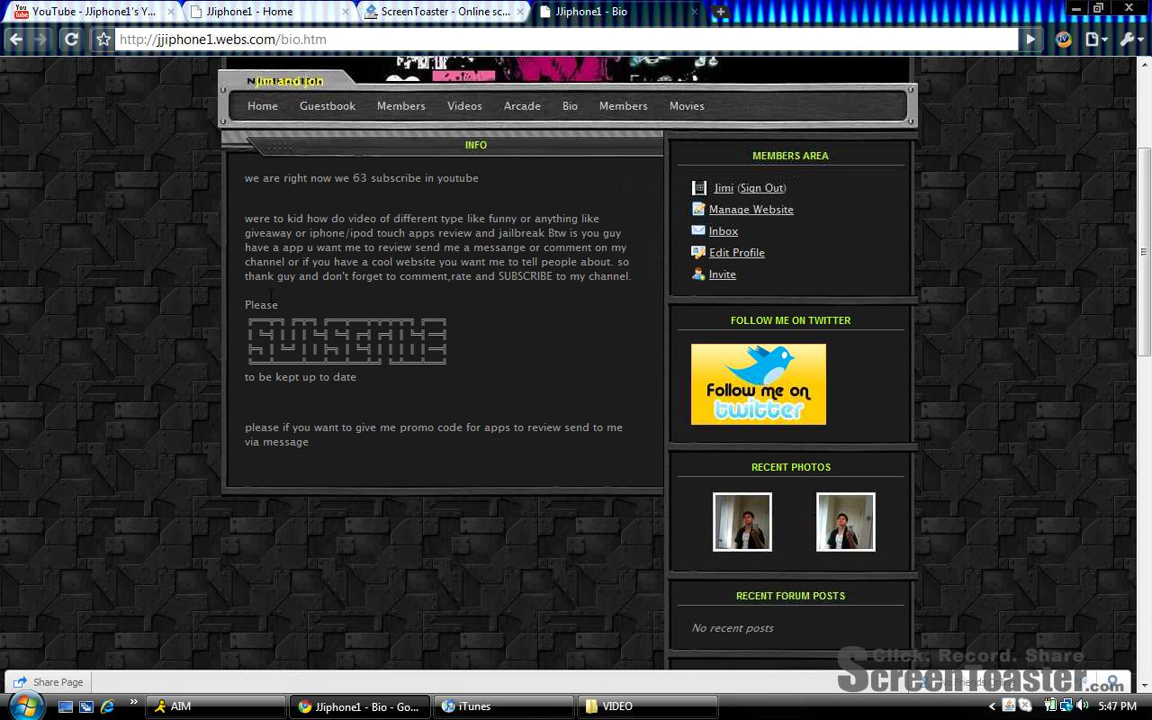 YouTube - JJiphone1's Y...
JJiphone1 - Home
ScreenToaster - Online sc...
JJiphone1 - Bio
http://jjiphone1.webs.com/bio.htm
Jim and Jon
Home Guestbook Members Videos Arcade Bio Members Movies
INFO
we are right now we 63 subscribe in youtube
were to kid how do video of different type like funny or anything like
giveaway or iphone/ipod touch apps review and jailbreak Btw is you guy
have a app u want me to review send me a messange or comment on my
channel or if you have a cool website you want me to tell people about. so
thank guy and don't forget to comment,rate and SUBSCRIBE to my channel.
Please
SUBSCRIBE
to be kept up to date
please if you want to give me promo code for apps to review send to me
via message
MEMBERS AREA
Jimi (Sign Out)
Manage Website
Inbox
Edit Profile
Invite
FOLLOW ME ON TWITTER
Follow me on
twitter
RECENT PHOTOS
RECENT FORUM POSTS
No recent posts
Click. Record. Share
ScreenToaster.com
Share Page
AIM
JJiphone1 - Bio - Go...
iTunes
VIDEO
5:47 PM